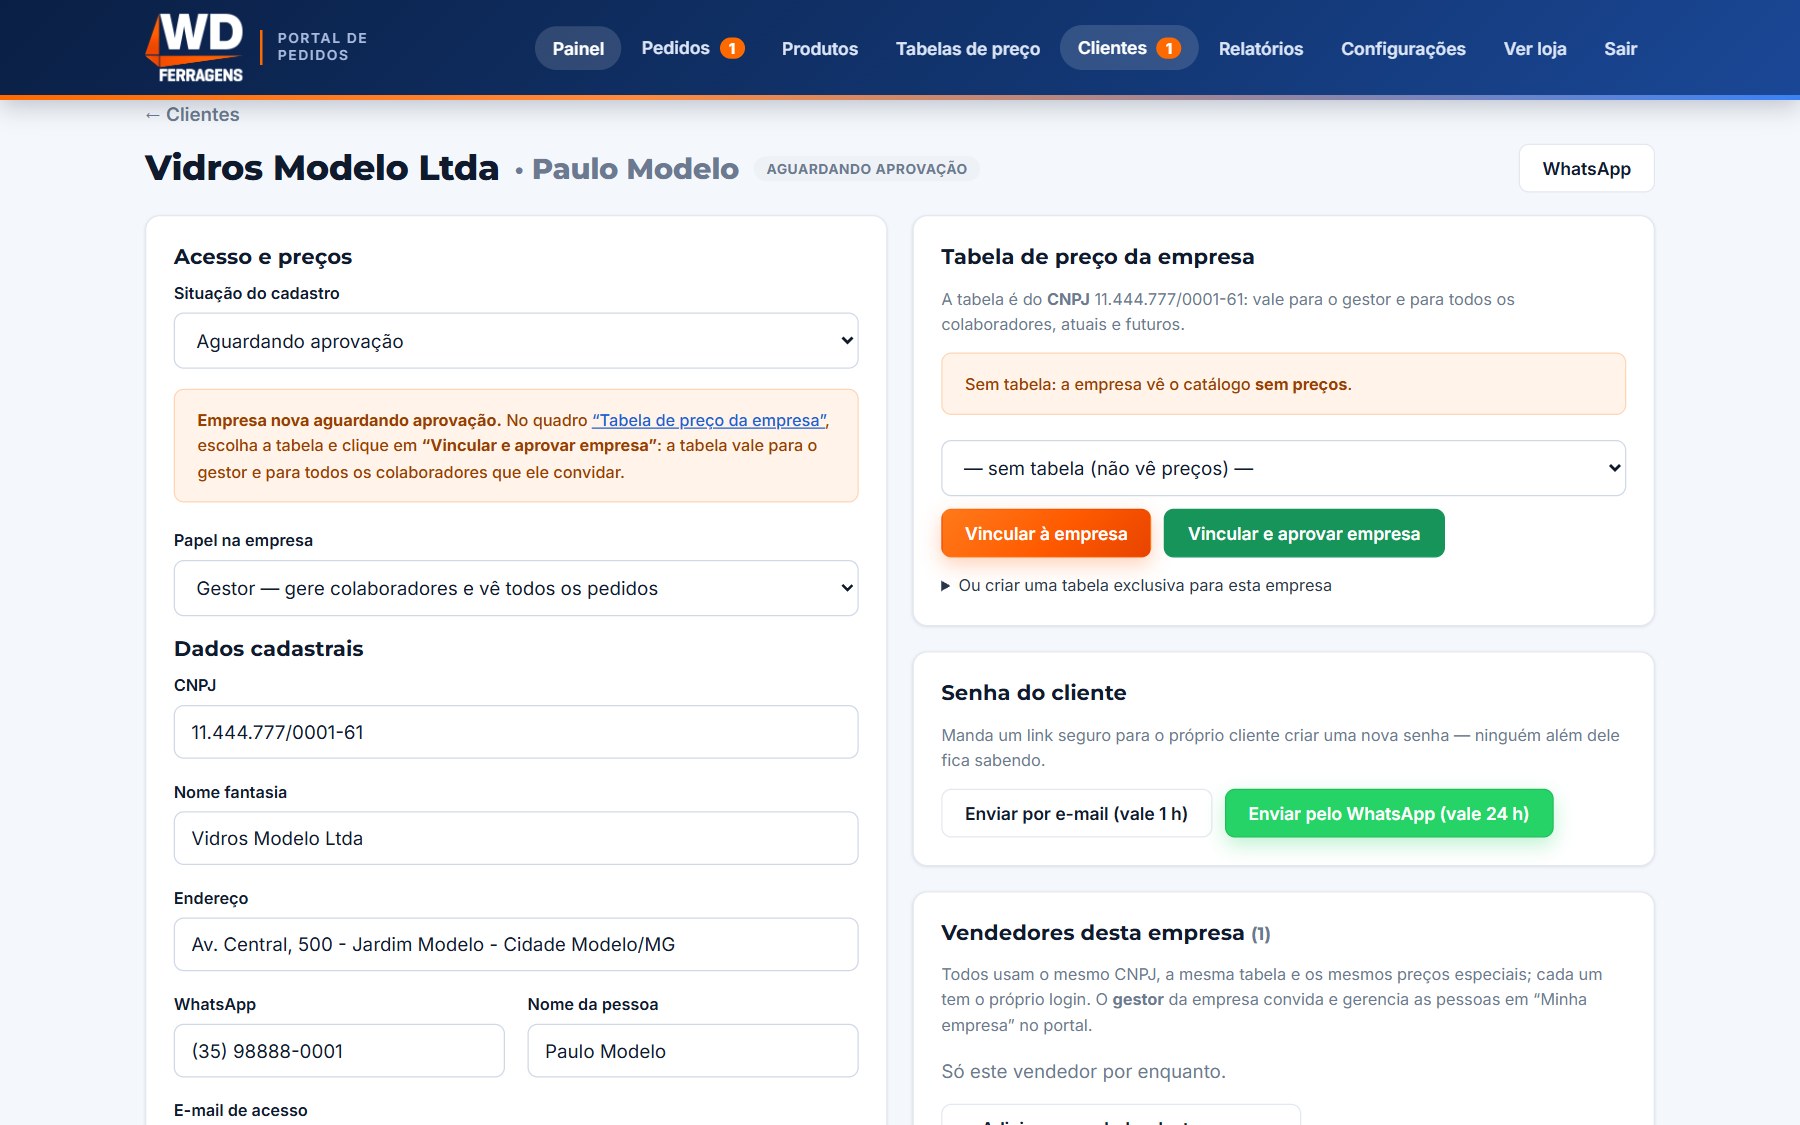 WD
FERRAGENS
PORTAL DE
PEDIDOS
Painel
Pedidos 1
Produtos
Tabelas de preço
Clientes 1
Relatórios
Configurações
Ver loja
Sair
← Clientes
Vidros Modelo Ltda • Paulo Modelo AGUARDANDO APROVAÇÃO
WhatsApp
Acesso e preços
Situação do cadastro
Aguardando aprovação
Empresa nova aguardando aprovação. No quadro “Tabela de preço da empresa”,
escolha a tabela e clique em “Vincular e aprovar empresa”: a tabela vale para o
gestor e para todos os colaboradores que ele convidar.
Papel na empresa
Gestor — gere colaboradores e vê todos os pedidos
Dados cadastrais
CNPJ
11.444.777/0001-61
Nome fantasia
Vidros Modelo Ltda
Endereço
Av. Central, 500 - Jardim Modelo - Cidade Modelo/MG
WhatsApp
(35) 98888-0001
Nome da pessoa
Paulo Modelo
E-mail de acesso
Tabela de preço da empresa
A tabela é do CNPJ 11.444.777/0001-61: vale para o gestor e para todos os
colaboradores, atuais e futuros.
Sem tabela: a empresa vê o catálogo sem preços.
— sem tabela (não vê preços) —
Vincular à empresa
Vincular e aprovar empresa
▶ Ou criar uma tabela exclusiva para esta empresa
Senha do cliente
Manda um link seguro para o próprio cliente criar uma nova senha — ninguém além dele
fica sabendo.
Enviar por e-mail (vale 1 h)
Enviar pelo WhatsApp (vale 24 h)
Vendedores desta empresa (1)
Todos usam o mesmo CNPJ, a mesma tabela e os mesmos preços especiais; cada um
tem o próprio login. O gestor da empresa convida e gerencia as pessoas em “Minha
empresa” no portal.
Só este vendedor por enquanto.